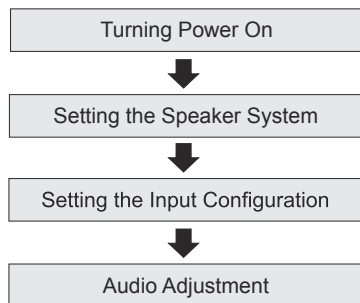 Turning Power On
Setting the Speaker System
Setting the Input Configuration
Audio Adjustment